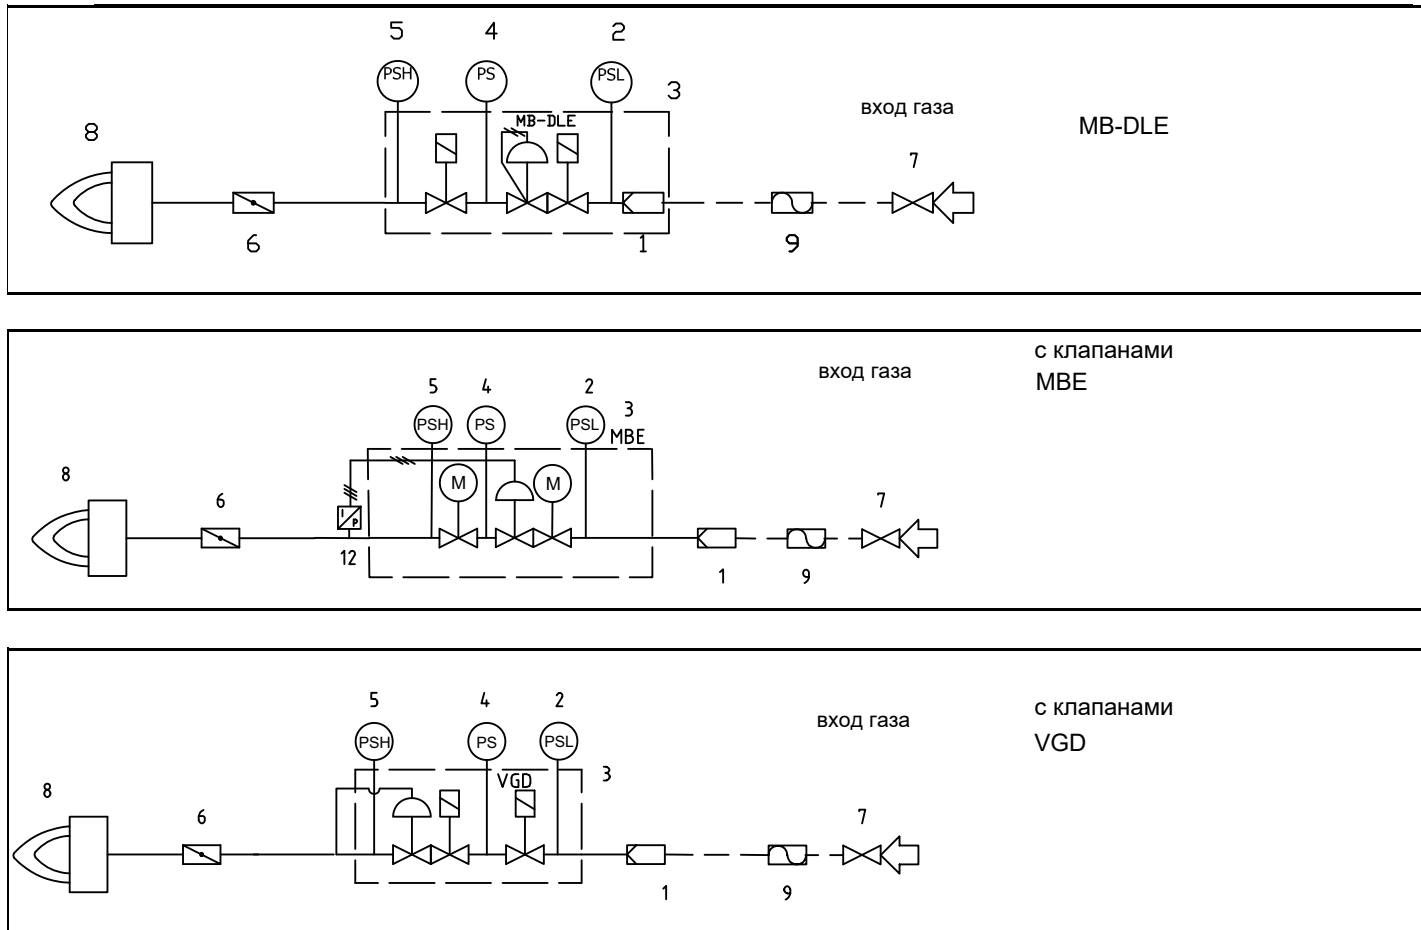 5 4 2
PSH PS PSL
3
вход газа
MB-DLE
MB-DLE
8
7
6
1
9
с клапанами
вход газа
MBE
5 4 2
3
PSH PS PSL MBE
8
6
M M
7
I
P
12
1
9
с клапанами
5 4 2
вход газа
VGD
PSH PS PSL
VGD 3
8
6
7
1
9